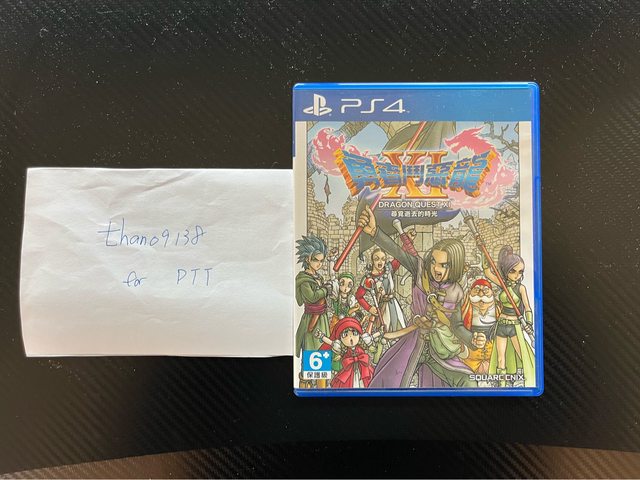 thano9138
for PTT
PS4
勇者鬥惡龍
XI
DRAGON QUEST XI
尋覓逝去的時光
6+
保護級
SQUARE ENIX